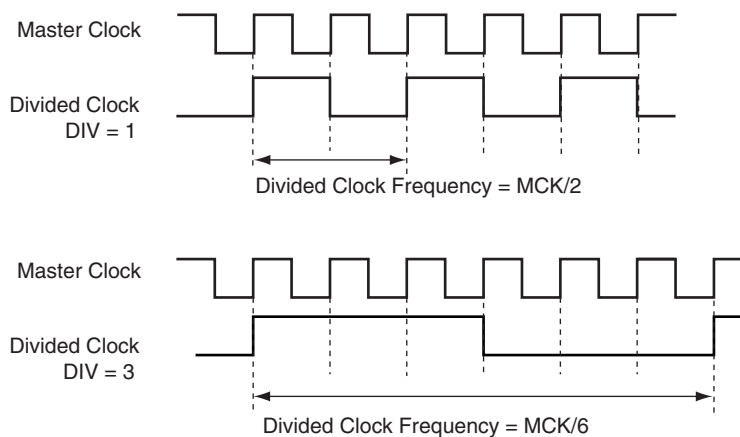 Master Clock
Divided Clock
DIV = 1
Divided Clock Frequency = MCK/2
Master Clock
Divided Clock
DIV = 3
Divided Clock Frequency = MCK/6